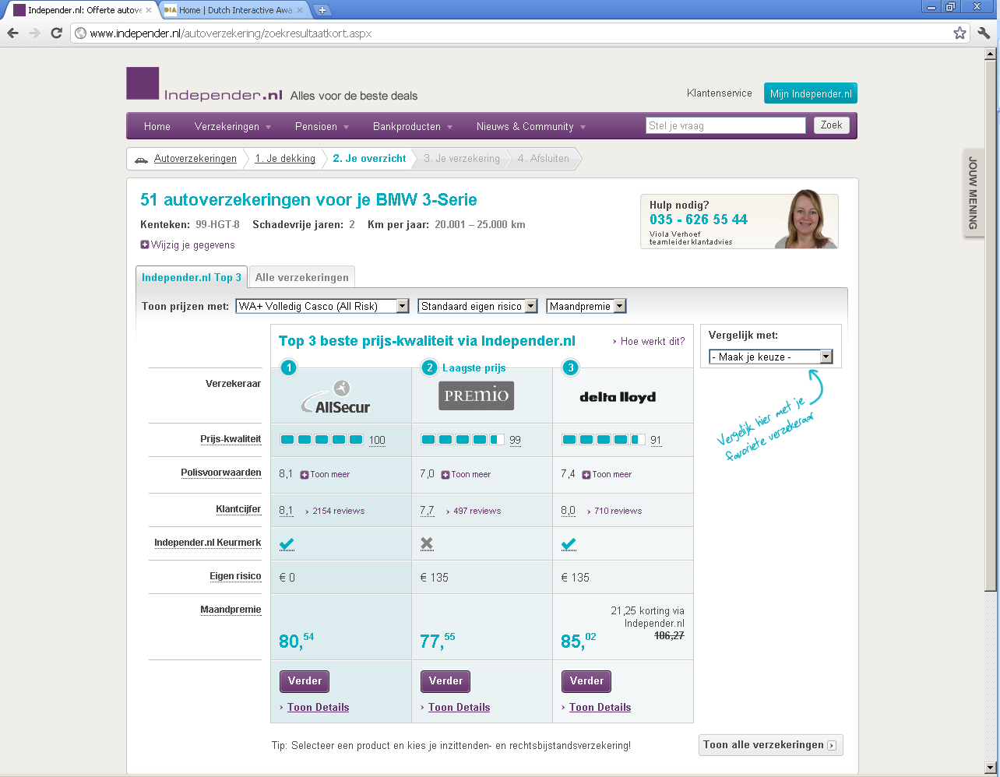 Independer.nl: Offerte autove
Home | Dutch Interactive Awa
www.independer.nl/autoverzekering/zoekresultaatkort.aspx
Independer.nl Alles voor de beste deals
Klantenservice
Mijn Independer.nl
Home Verzekeringen Pensioen Bankproducten Nieuws & Community
Stel je vraag
Zoek
Autoverzekeringen 1. Je dekking 2. Je overzicht 3. Je verzekering 4. Afsluiten
JOUW MENING
51 autoverzekeringen voor je BMW 3-Serie
Kenteken: 99-HGT-8 Schadevrije jaren: 2 Km per jaar: 20.001 – 25.000 km
Wijzig je gegevens
Hulp nodig?
035 - 626 55 44
Viola Verhoef
teamleider klantadvies
Independer.nl Top 3 Alle verzekeringen
Toon prijzen met: WA+ Volledig Casco (All Risk) Standaard eigen risico Maandpremie
Top 3 beste prijs-kwaliteit via Independer.nl › Hoe werkt dit?
Vergelijk met:
- Maak je keuze -
Vergelijk hier met je
favoriete verzekeraar
1 2 Laagste prijs 3
Verzekeraar AllSecur PREmio delta lloyd
Prijs-kwaliteit 100 99 91
Polisvoorwaarden 8,1 Toon meer 7,0 Toon meer 7,4 Toon meer
Klantcijfer 8,1 › 2154 reviews 7,7 › 497 reviews 8,0 › 710 reviews
Independer.nl Keurmerk
Eigen risico € 0 € 135 € 135
Maandpremie
21,25 korting via
Independer.nl
106,27
80,54 77,55 85,02
Verder Verder Verder
› Toon Details › Toon Details › Toon Details
Tip: Selecteer een product en kies je inzittenden- en rechtsbijstandsverzekering!
Toon alle verzekeringen